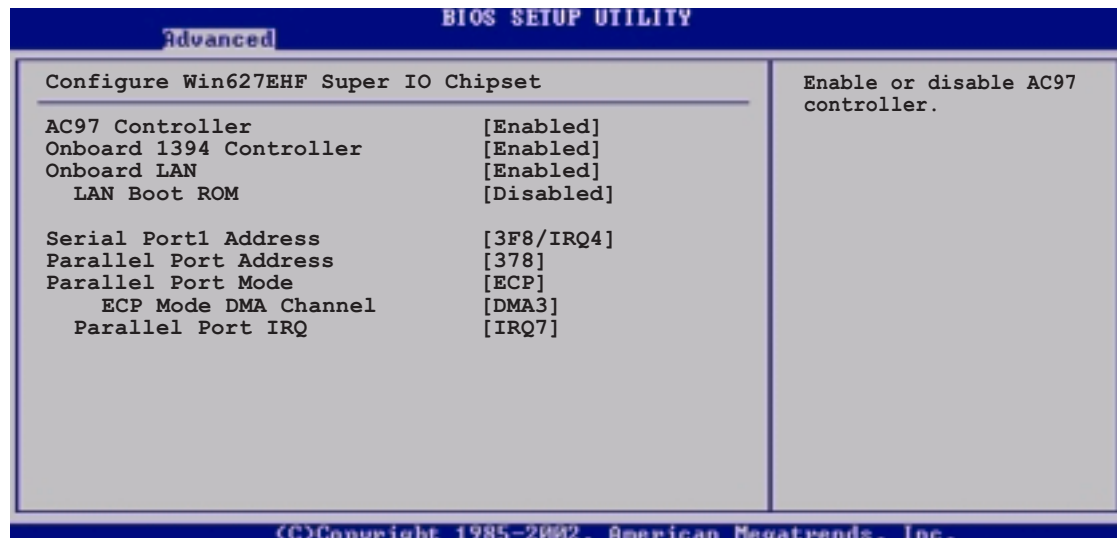 BIOS SETUP UTILITY
Advanced
Configure Win627EHF Super IO Chipset
AC97 Controller [Enabled]
Onboard 1394 Controller [Enabled]
Onboard LAN [Enabled]
LAN Boot ROM [Disabled]
Serial Port1 Address [3F8/IRQ4]
Parallel Port Address [378]
Parallel Port Mode [ECP]
ECP Mode DMA Channel [DMA3]
Parallel Port IRQ [IRQ7]
Enable or disable AC97
controller.
(C)Copyright 1985-2002, American Megatrends, Inc.